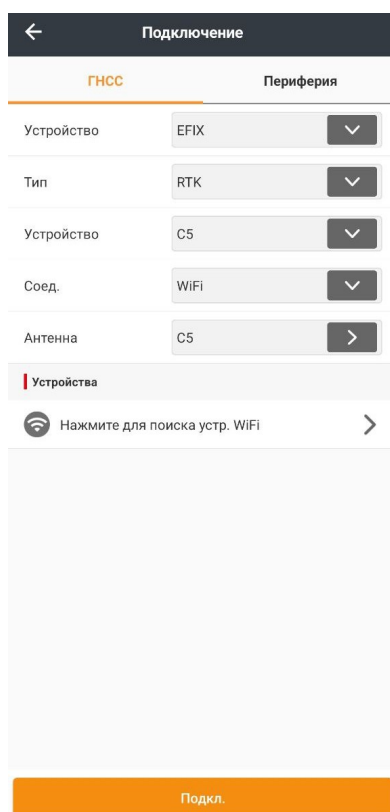 Подключение
ГНСС Периферия
Устройство EFIX
Тип RTK
Устройство C5
Соед. WiFi
Антенна C5
Устройства
Нажмите для поиска устр. WiFi
Подкл.